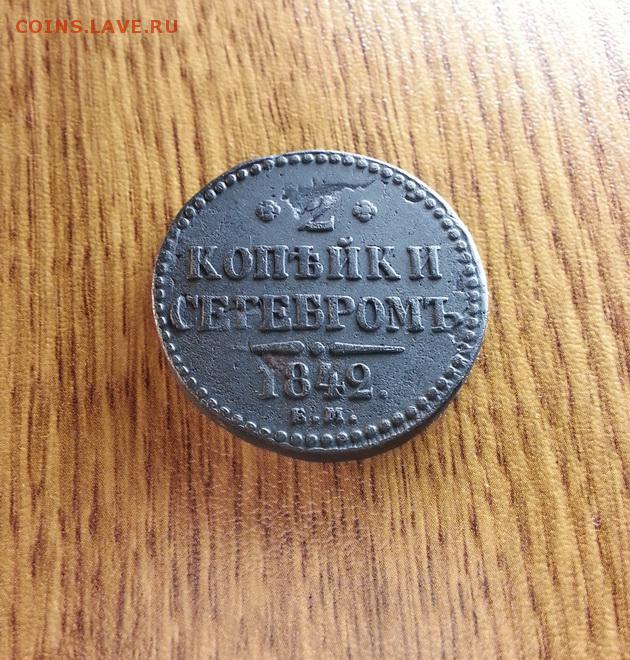 COINS.LAVE.RU
2
КОПѢЙКИ
СЕРЕБРОМЪ
1842.
Е.М.